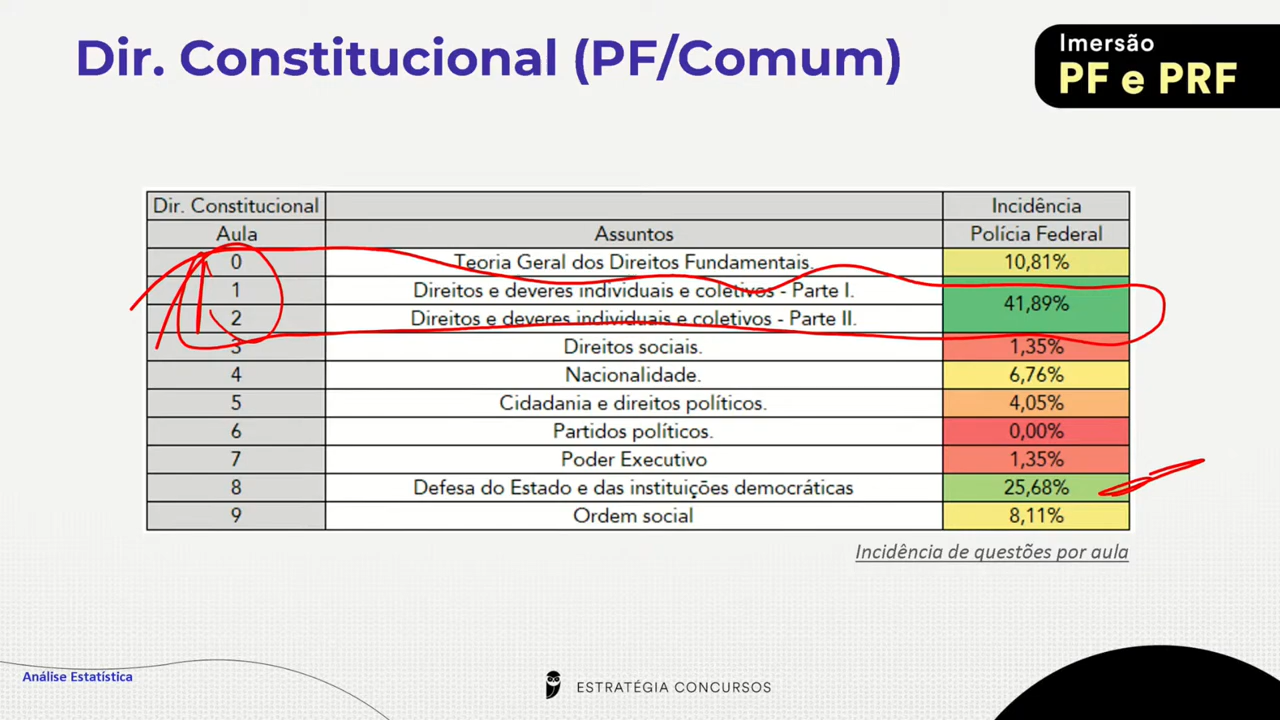 Dir. Constitucional (PF/Comum)
Imersão
PF e PRF
Dir. Constitucional Incidência
Aula Assuntos Polícia Federal
0 Teoria Geral dos Direitos Fundamentais. 10,81%
1 Direitos e deveres individuais e coletivos - Parte I.
41,89%
2 Direitos e deveres individuais e coletivos - Parte II.
3 Direitos sociais. 1,35%
4 Nacionalidade. 6,76%
5 Cidadania e direitos políticos. 4,05%
6 Partidos políticos. 0,00%
7 Poder Executivo 1,35%
8 Defesa do Estado e das instituições democráticas 25,68%
9 Ordem social 8,11%
Incidência de questões por aula
Análise Estatística
ESTRATÉGIA CONCURSOS